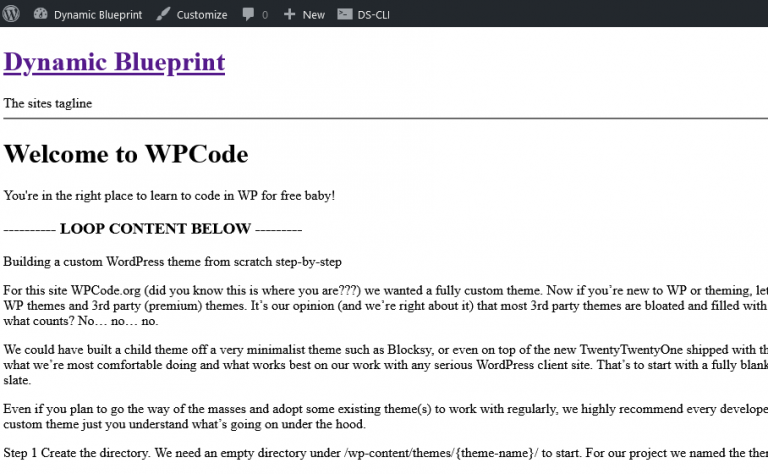 Dynamic Blueprint Customize 0 New DS-CLI
Dynamic Blueprint
The sites tagline
Welcome to WPCode
You're in the right place to learn to code in WP for free baby!
---------- LOOP CONTENT BELOW ---------
Building a custom WordPress theme from scratch step-by-step
For this site WPCode.org (did you know this is where you are???) we wanted a fully custom theme. Now if you’re new to WP or theming, let
WP themes and 3rd party (premium) themes. It’s our opinion (and we’re right about it) that most 3rd party themes are bloated and filled with
what counts? No… no… no.
We could have built a child theme off a very minimalist theme such as Blocksy, or even on top of the new TwentyTwentyOne shipped with th
what we’re most comfortable doing and what works best on our work with any serious WordPress client site. That’s to start with a fully blank
slate.
Even if you plan to go the way of the masses and adopt some existing theme(s) to work with regularly, we highly recommend every develope
custom theme just you understand what’s going on under the hood.
Step 1 Create the directory. We need an empty directory under /wp-content/themes/{theme-name}/ to start. For our project we named the the